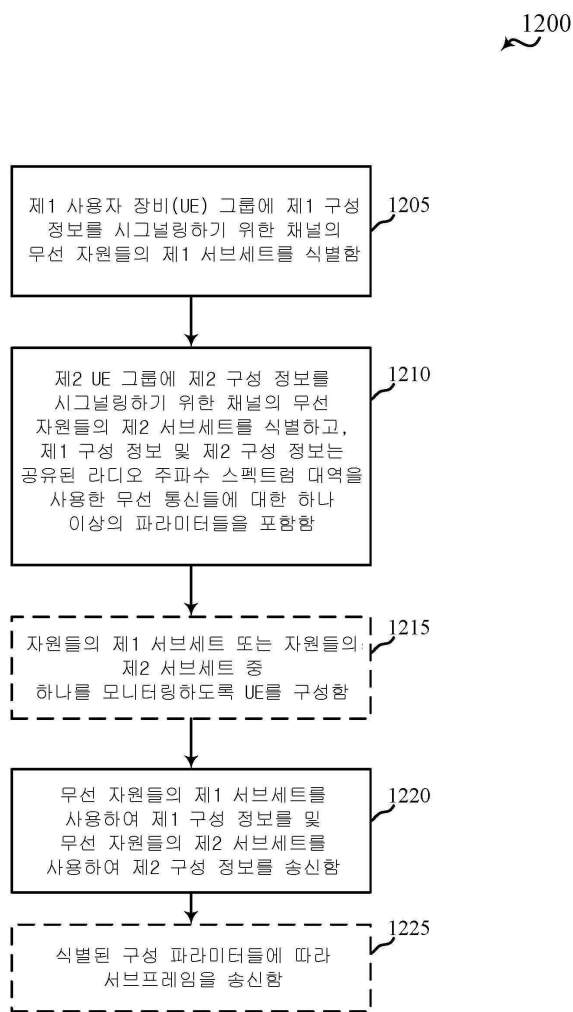 1200
제1 사용자 장비(UE) 그룹에 제1 구성
정보를 시그널링하기 위한 채널의
무선 자원들의 제1 서브세트를 식별함
1205
제2 UE 그룹에 제2 구성 정보를
시그널링하기 위한 채널의 무선
자원들의 제2 서브세트를 식별하고,
제1 구성 정보 및 제2 구성 정보는
공유된 라디오 주파수 스펙트럼 대역을
사용한 무선 통신들에 대한 하나
이상의 파라미터들을 포함함
1210
자원들의 제1 서브세트 또는 자원들의
제2 서브세트 중
하나를 모니터링하도록 UE를 구성함
1215
무선 자원들의 제1 서브세트를
사용하여 제1 구성 정보를 및
무선 자원들의 제2 서브세트를
사용하여 제2 구성 정보를 송신함
1220
식별된 구성 파라미터들에 따라
서브프레임을 송신함
1225